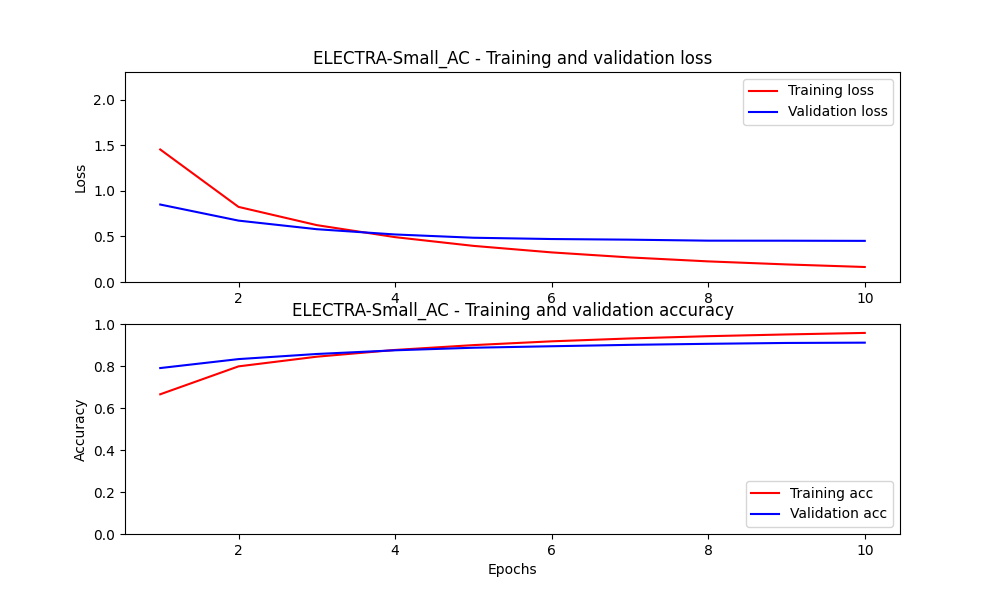 ELECTRA-Small_AC - Training and validation loss
2.0
1.5
1.0
0.5
0.0
Loss
Training loss
Validation loss
2 4 6 8 10
ELECTRA-Small_AC - Training and validation accuracy
1.0
0.8
0.6
0.4
0.2
0.0
Accuracy
Training acc
Validation acc
2 4 6 8 10
Epochs